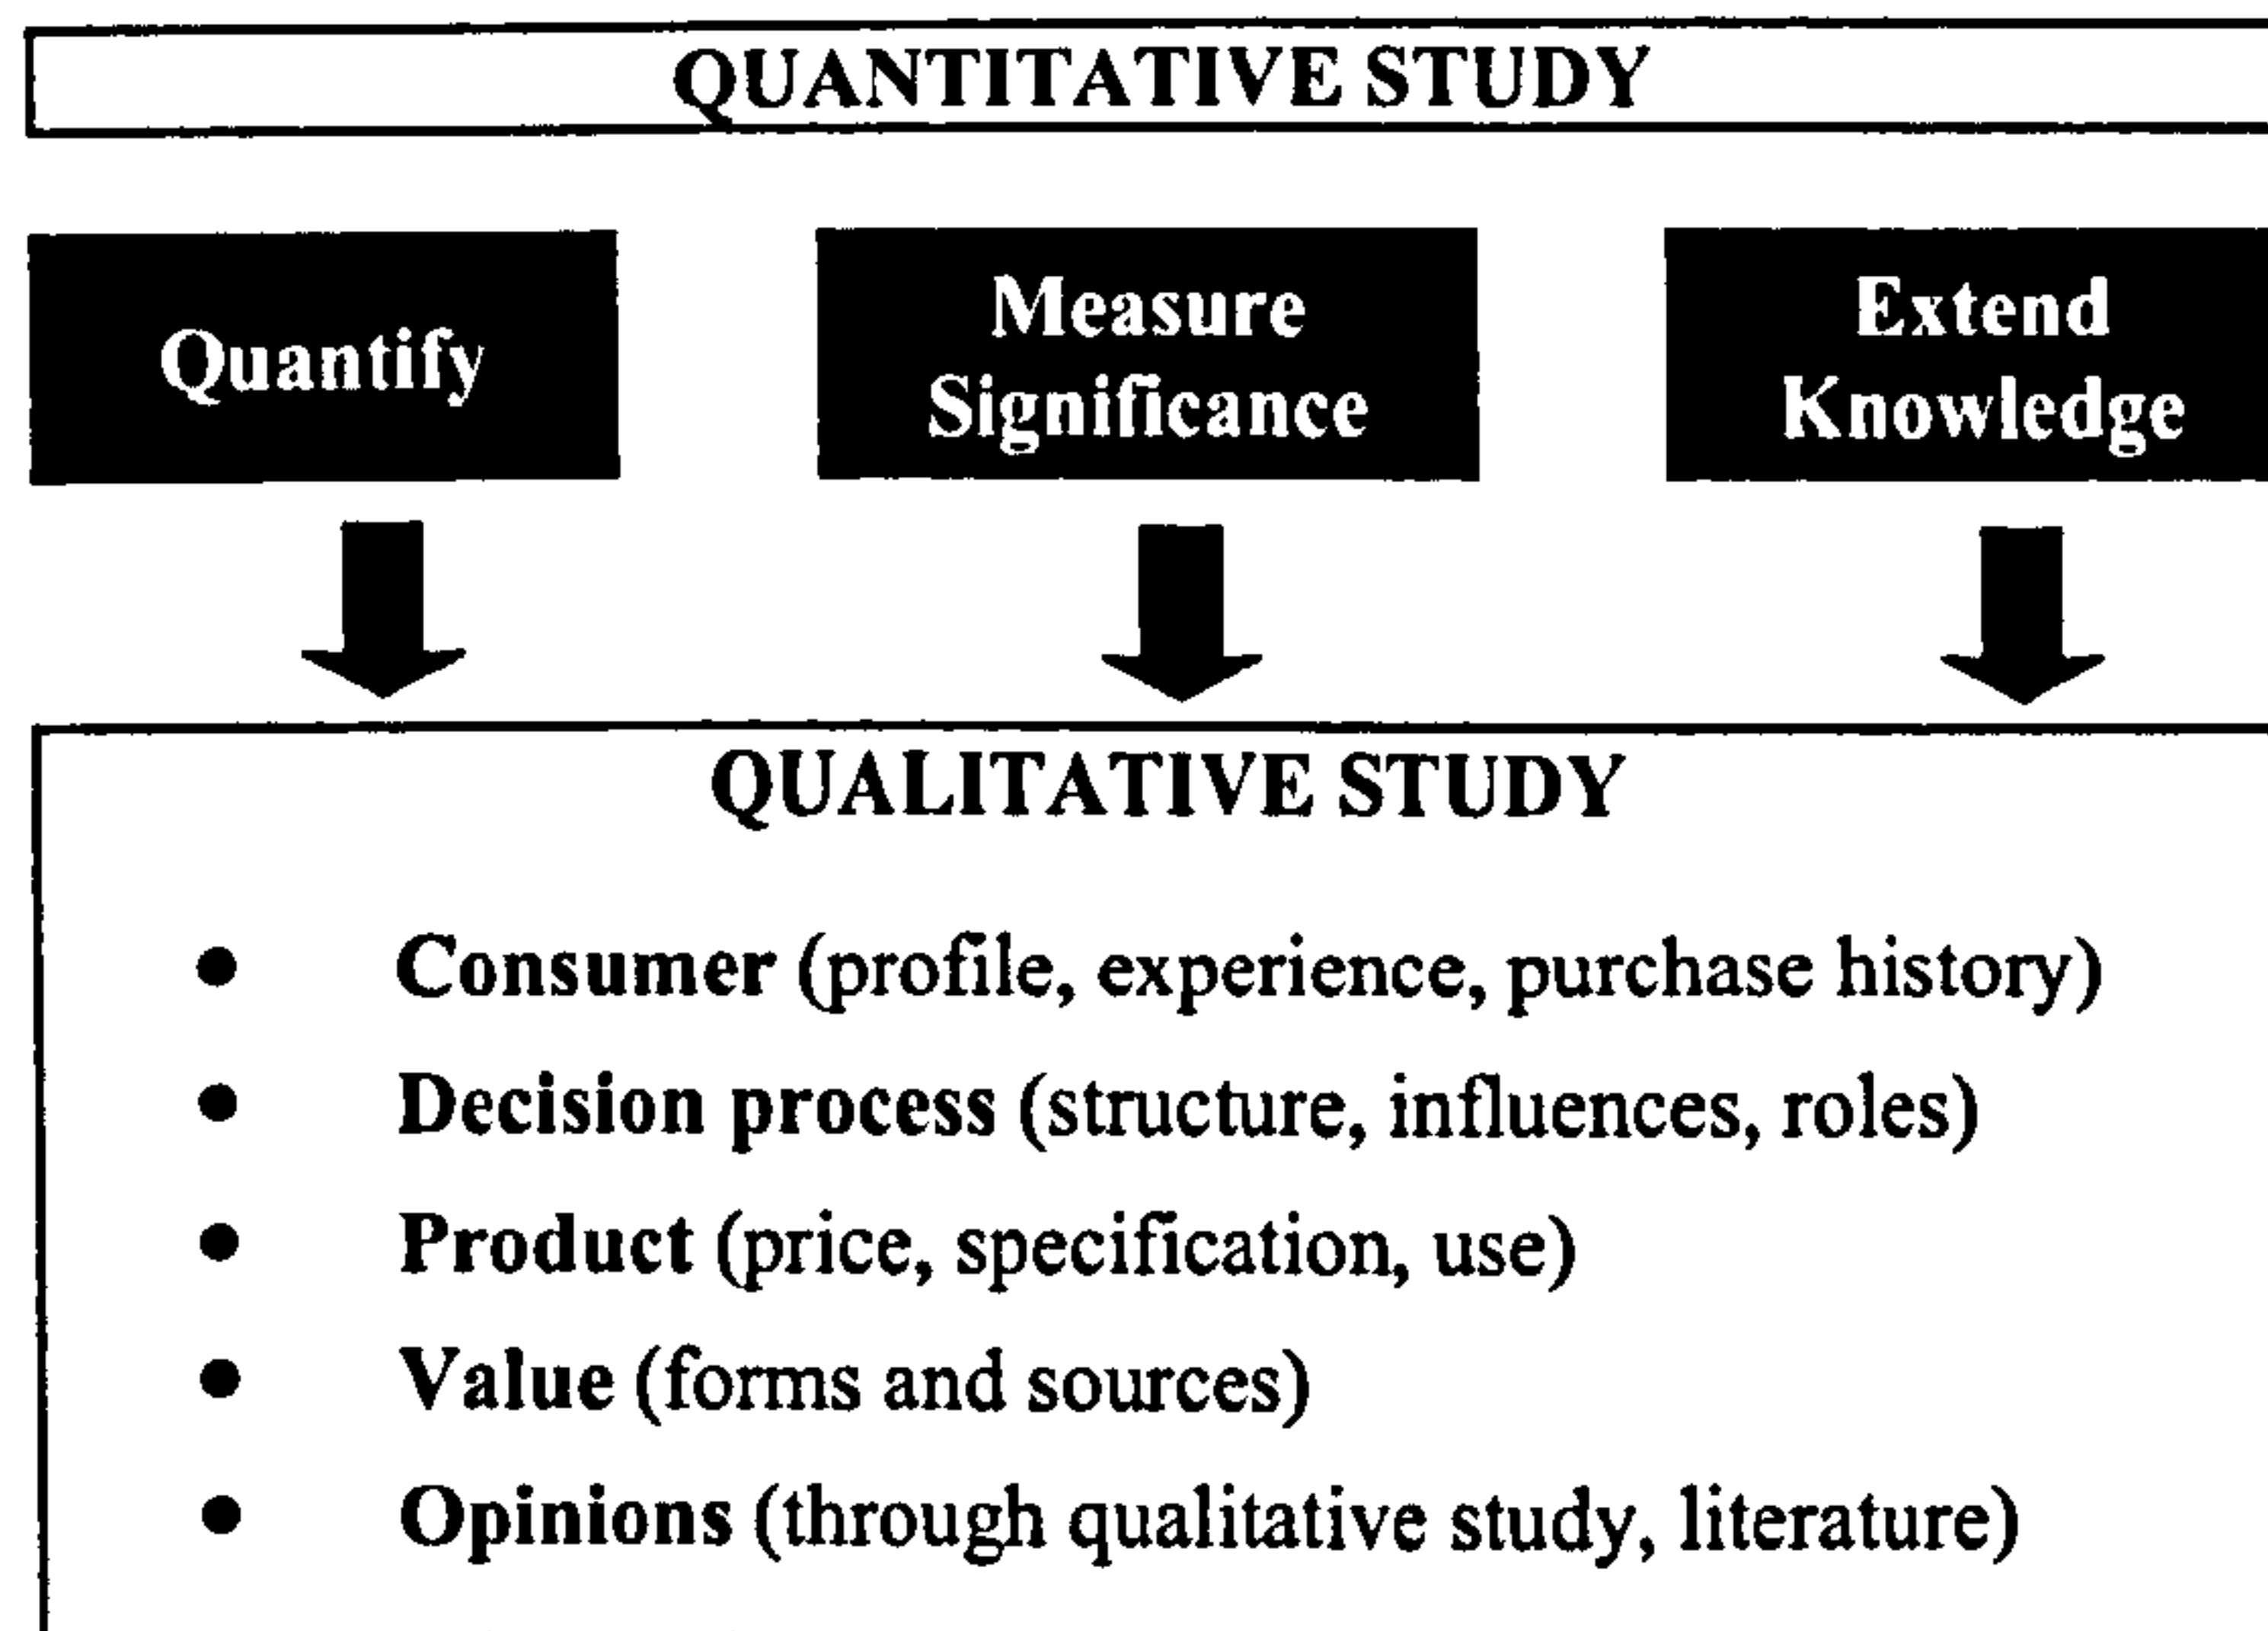 QUANTITATIVE STUDY
Quantify
Measure
Significance
Extend
Knowledge
QUALITATIVE STUDY
● Consumer (profile, experience, purchase history)
● Decision process (structure, influences, roles)
● Product (price, specification, use)
● Value (forms and sources)
● Opinions (through qualitative study, literature)